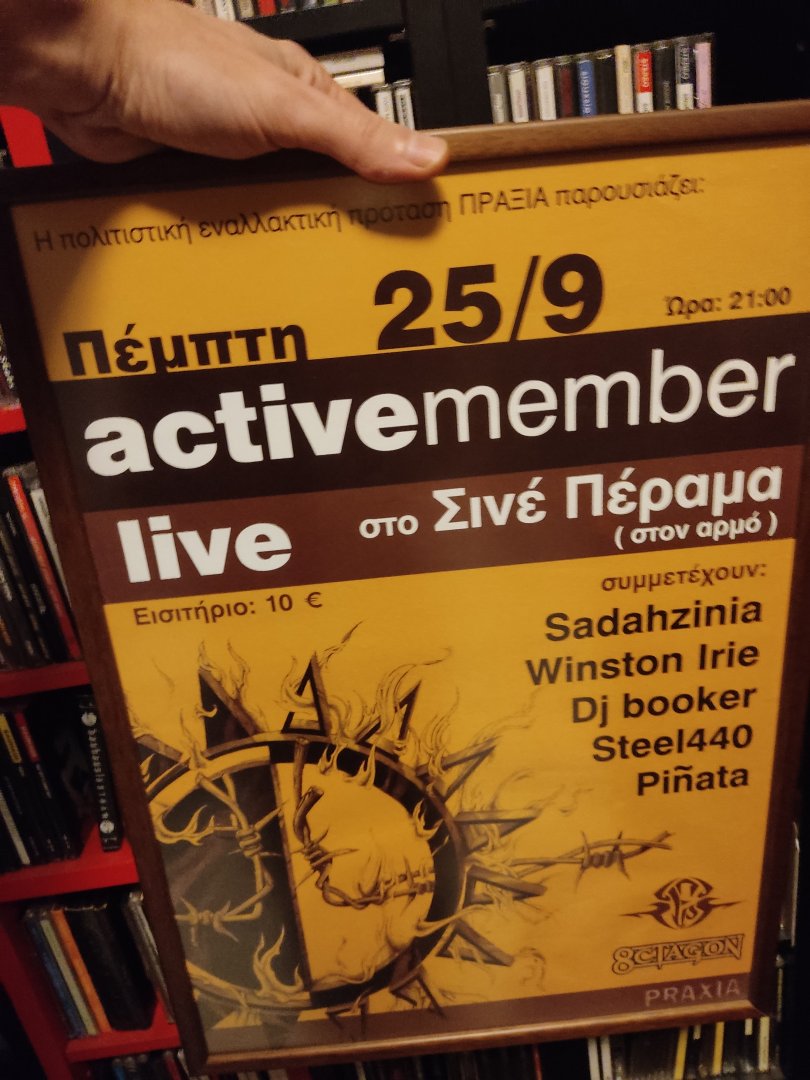 Η πολιτιστική εναλλακτική πρόταση ΠΡΑΞΙΑ παρουσιάζει:
Πέμπτη 25/9 Ώρα: 21:00
activemember
live στο Σινέ Πέραμα
( στον αρμό )
Εισιτήριο: 10 €
συμμετέχουν:
Sadahzinia
Winston Irie
Dj booker
Steel440
Piñata
8CTAGON
PRAXIA